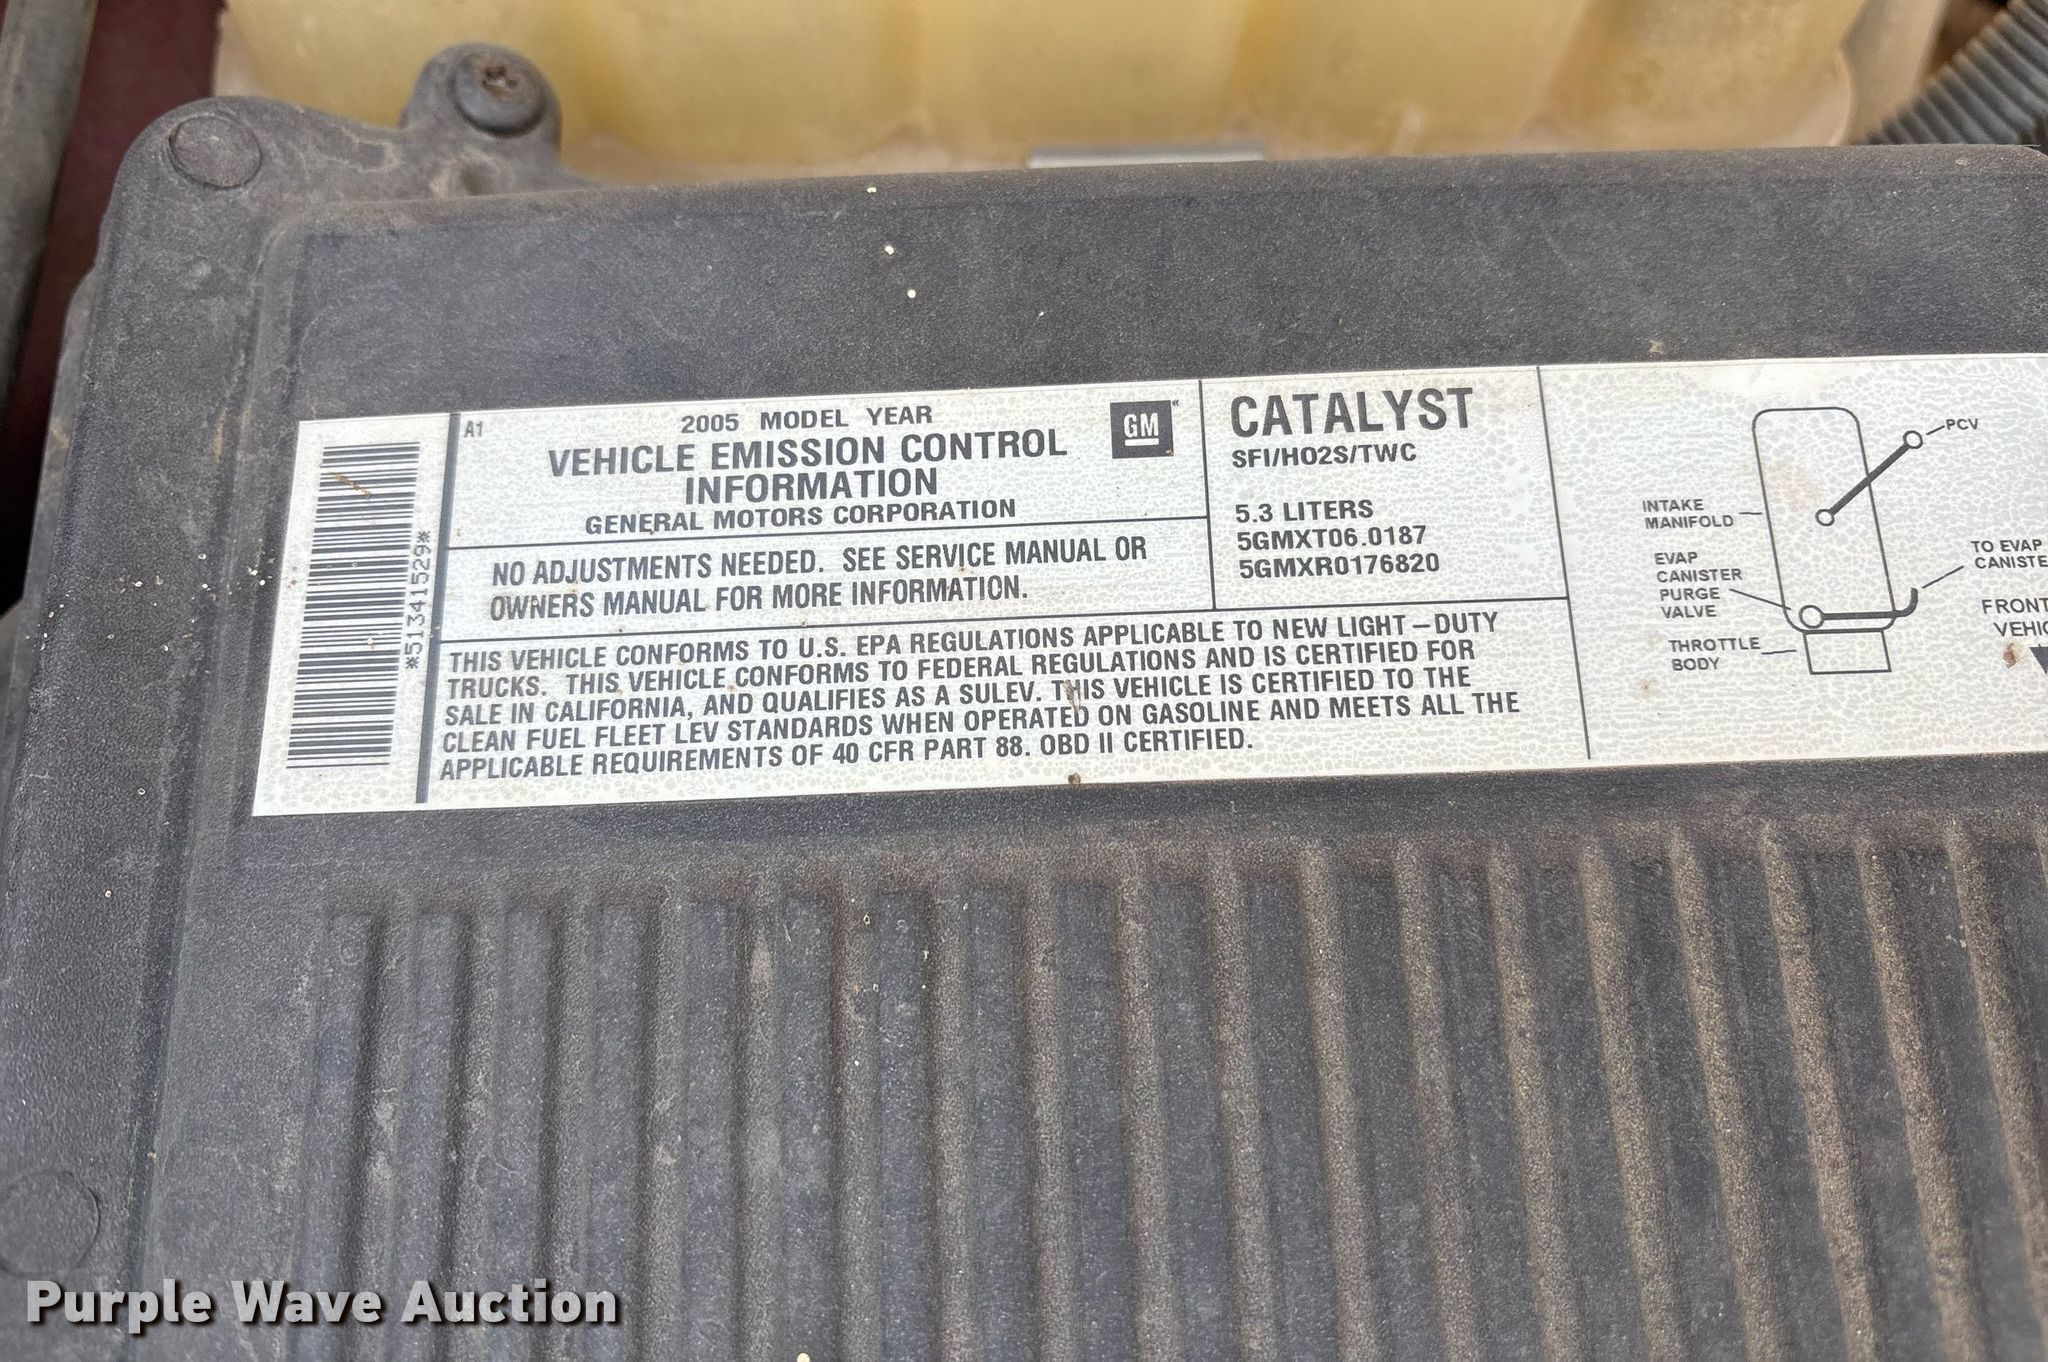 A1
2005 MODEL YEAR
VEHICLE EMISSION CONTROL
INFORMATION
GENERAL MOTORS CORPORATION
GM
NO ADJUSTMENTS NEEDED. SEE SERVICE MANUAL OR
OWNERS MANUAL FOR MORE INFORMATION.
*51341529*
CATALYST
SFI/HO2S/TWC
5.3 LITERS
5GMXT06.0187
5GMXR0176820
THIS VEHICLE CONFORMS TO U.S. EPA REGULATIONS APPLICABLE TO NEW LIGHT-DUTY
TRUCKS. THIS VEHICLE CONFORMS TO FEDERAL REGULATIONS AND IS CERTIFIED FOR
SALE IN CALIFORNIA, AND QUALIFIES AS A SULEV. THIS VEHICLE IS CERTIFIED TO THE
CLEAN FUEL FLEET LEV STANDARDS WHEN OPERATED ON GASOLINE AND MEETS ALL THE
APPLICABLE REQUIREMENTS OF 40 CFR PART 88. OBD II CERTIFIED.
PCV
INTAKE
MANIFOLD
EVAP
CANISTER
PURGE
VALVE
THROTTLE
BODY
TO EVAP
CANISTE
FRONT
VEHIC
Purple Wave Auction